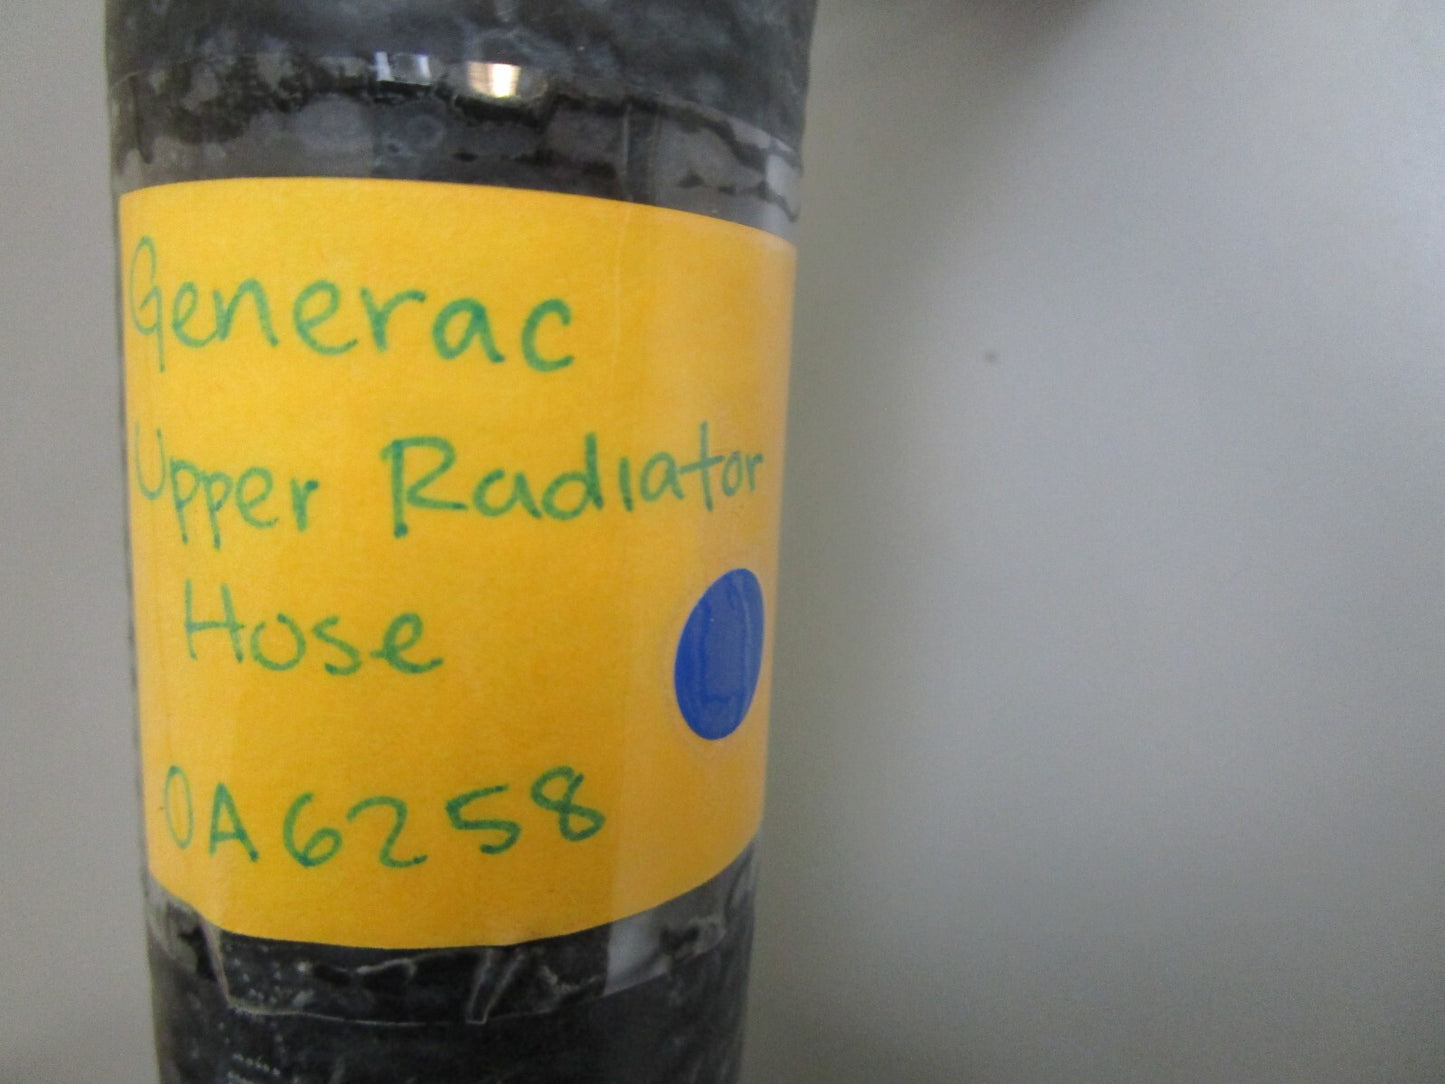 Generac
Upper Radiator
Hose
0A6258